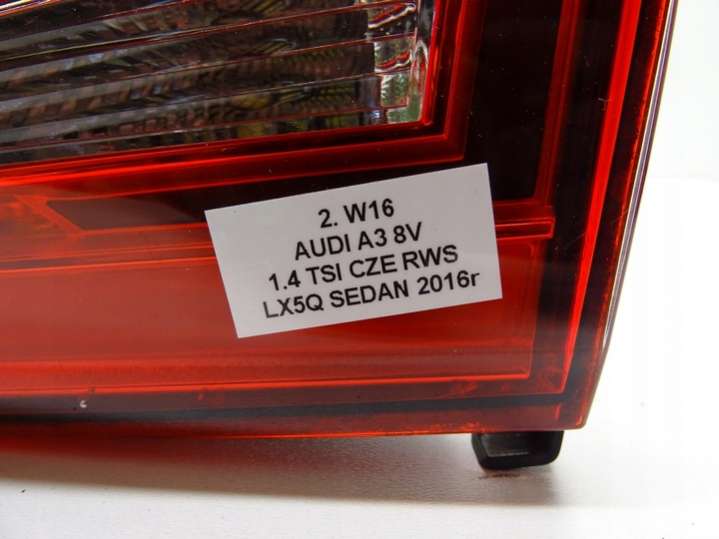 2. W16
AUDI A3 8V
1.4 TSI CZE RWS
LX5Q SEDAN 2016r